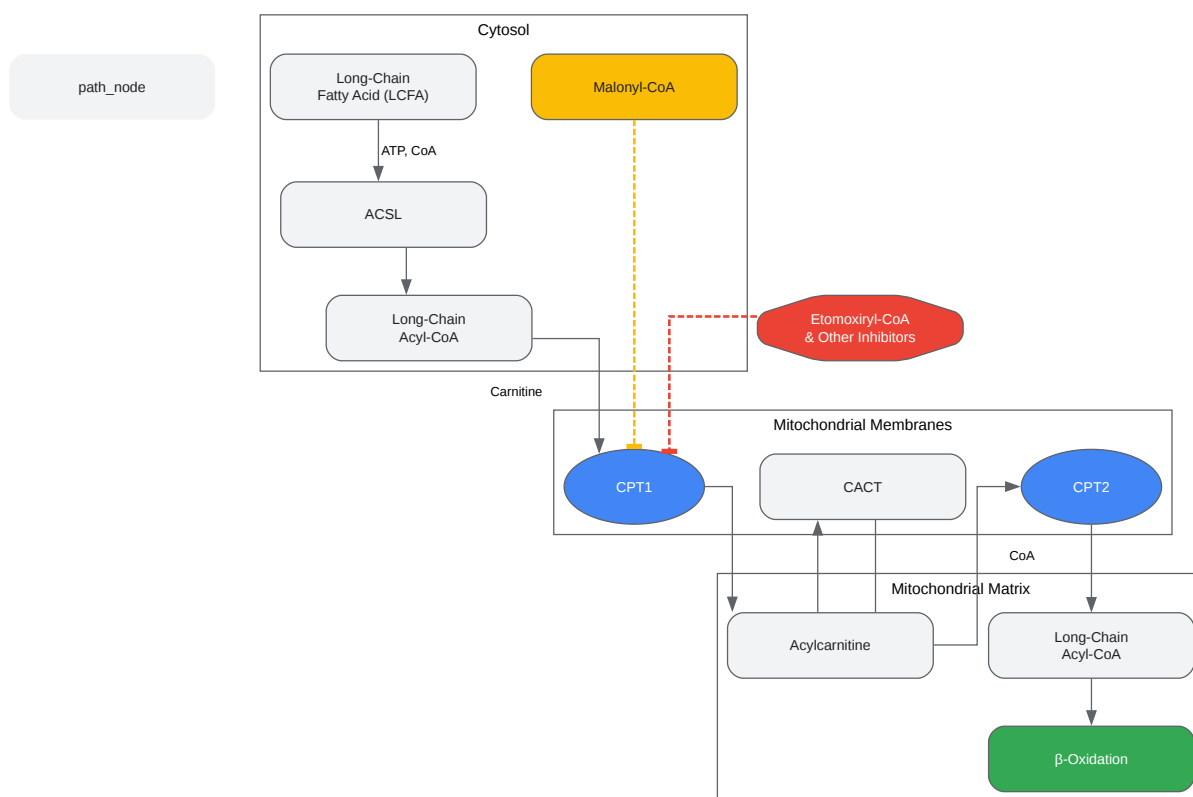 Cytosol
path_node
Long-Chain
Fatty Acid (LCFA)
Malonyl-CoA
ATP, CoA
ACSL
Long-Chain
Acyl-CoA
Etomoxiryl-CoA
& Other Inhibitors
Carnitine
Mitochondrial Membranes
CPT1
CACT
CPT2
CoA
Mitochondrial Matrix
Acylcarnitine
Long-Chain
Acyl-CoA
β-Oxidation